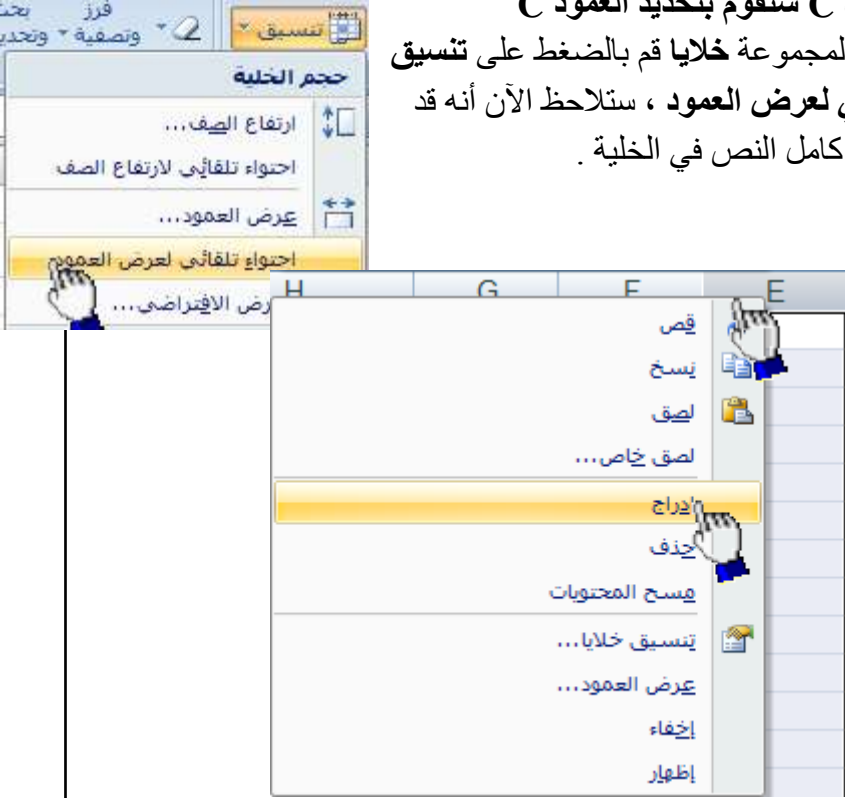 C ستقوم بتحديد العمود C
لمجموعة خلايا قم بالضغط على تنسيق
لعرض العمود ، ستلاحظ الآن أنه قد
كامل النص في الخلية .
تنسيق
فرز
وتصفية
حجم الخلية
ارتفاع الصف...
احتواء تلقائي لارتفاع الصف
عرض العمود...
احتواء تلقائي لعرض العمود
الافتراضي...
E F G H
قص
نسخ
لصق
لصق خاص...
إدراج
حذف
مسح المحتويات
تنسيق خلايا...
عرض العمود...
إخفاء
إظهار